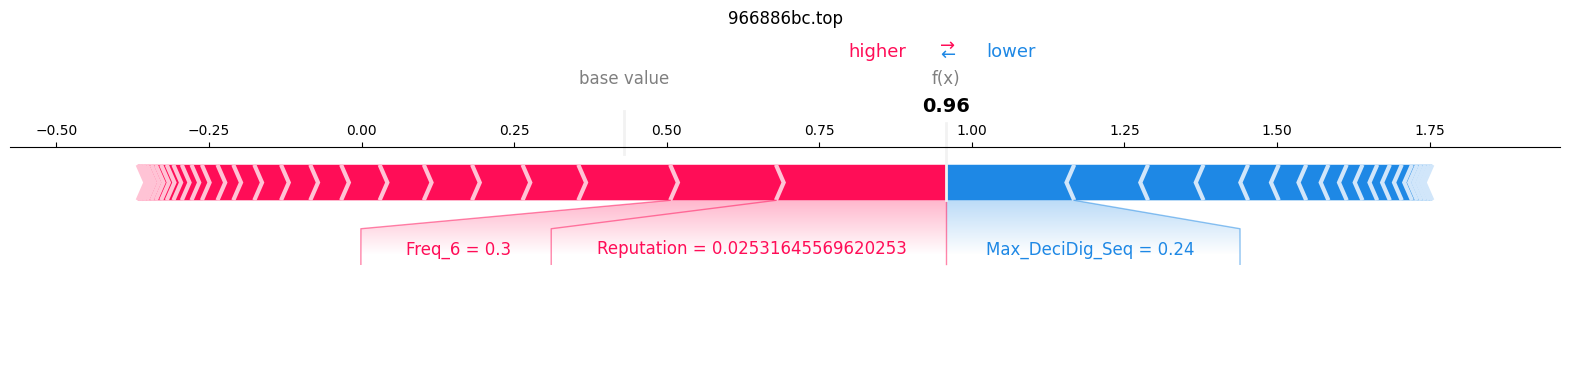 966886bc.top
higher → ← lower
base value f(x)
0.96
−0.50 −0.25 0.00 0.25 0.50 0.75 1.00 1.25 1.50 1.75
Freq_6 = 0.3 Reputation = 0.02531645569620253 Max_DeciDig_Seq = 0.24